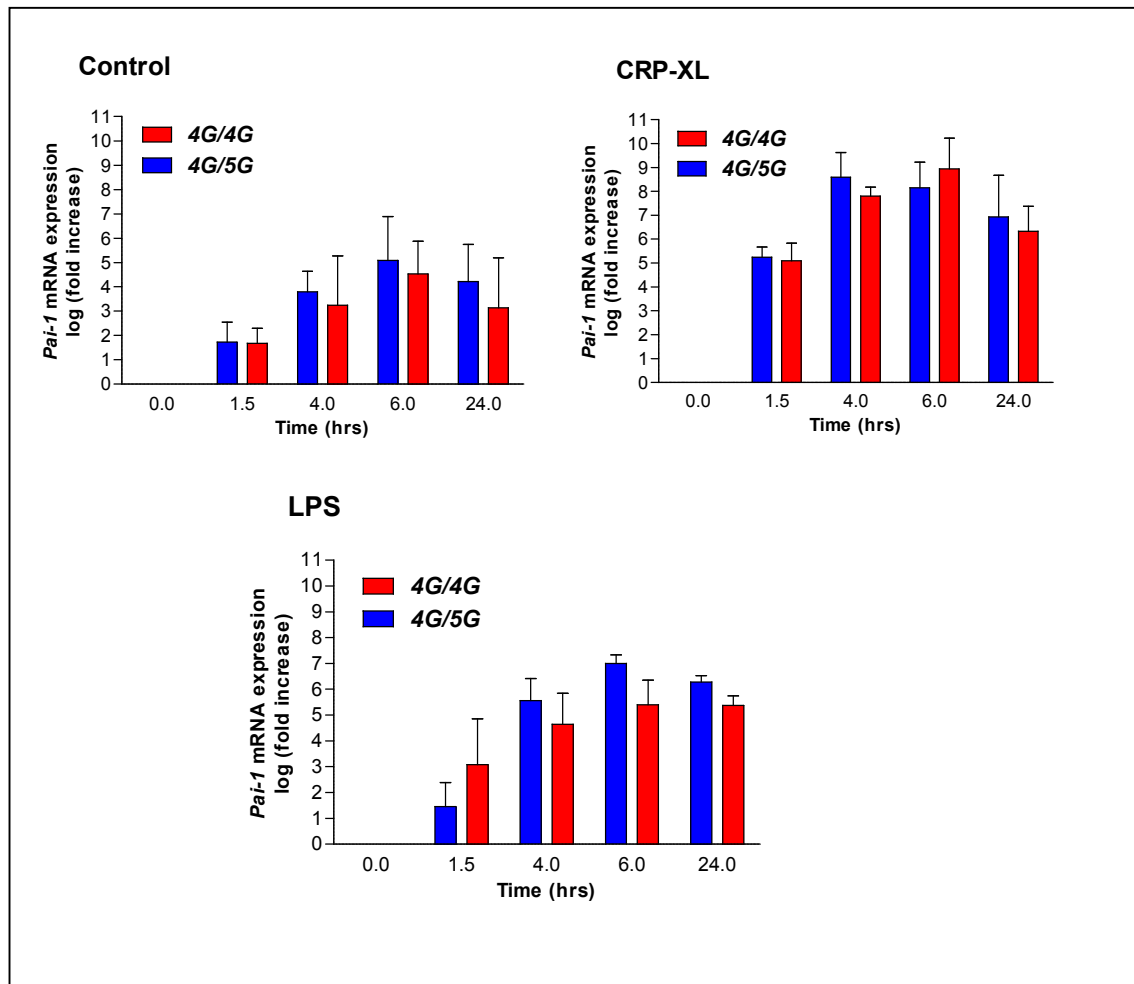 Control
Pai-1 mRNA expression
log (fold increase)
11
10
9
8
7
6
5
4
3
2
1
0
4G/4G
4G/5G
0.0 1.5 4.0 6.0 24.0
Time (hrs)
CRP-XL
Pai-1 mRNA expression
log (fold increase)
11
10
9
8
7
6
5
4
3
2
1
0
4G/4G
4G/5G
0.0 1.5 4.0 6.0 24.0
Time (hrs)
LPS
Pai-1 mRNA expression
log (fold increase)
11
10
9
8
7
6
5
4
3
2
1
0
4G/4G
4G/5G
0.0 1.5 4.0 6.0 24.0
Time (hrs)